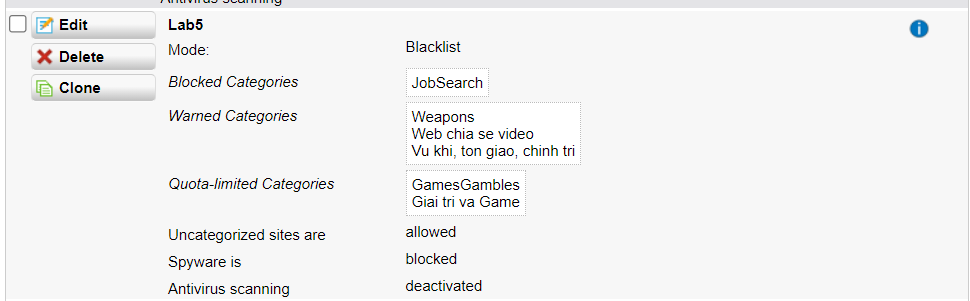 Antivirus scanning
Edit
Lab5
Delete
Mode:
Blacklist
Clone
Blocked Categories
JobSearch
Warned Categories
Weapons
Web chia se video
Vu khi, ton giao, chinh tri
Quota-limited Categories
GamesGambles
Giai tri va Game
Uncategorized sites are
allowed
Spyware is
blocked
Antivirus scanning
deactivated